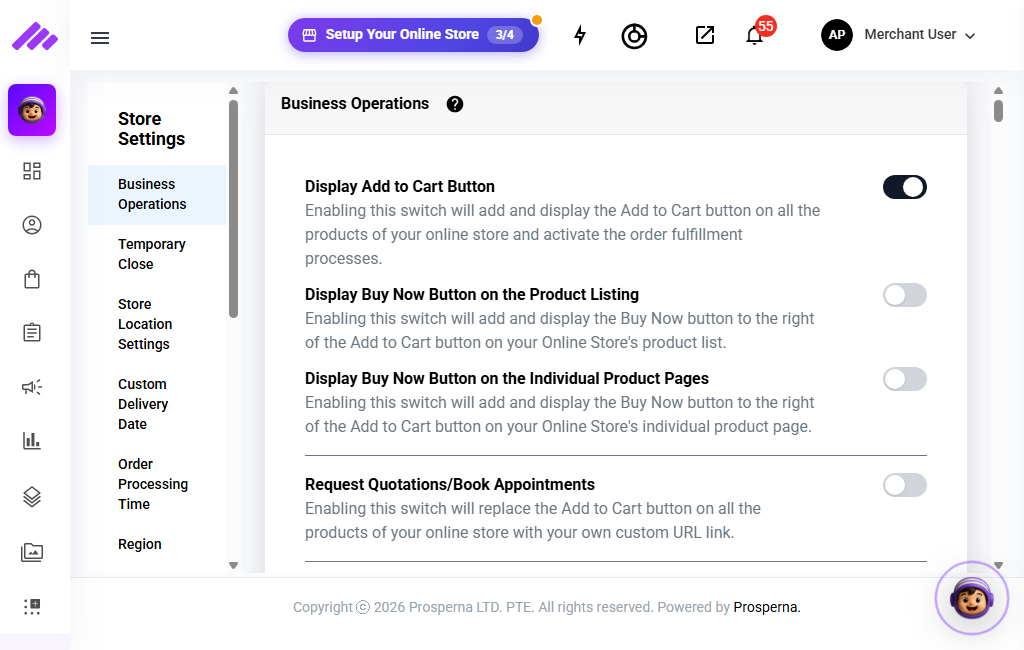 Setup Your Online Store 3/4
55
AP Merchant User
Store
Settings
Business
Operations
Temporary
Close
Store
Location
Settings
Custom
Delivery
Date
Order
Processing
Time
Region
Business Operations ?
Display Add to Cart Button
Enabling this switch will add and display the Add to Cart button on all the
products of your online store and activate the order fulfillment
processes.
Display Buy Now Button on the Product Listing
Enabling this switch will add and display the Buy Now button to the right
of the Add to Cart button on your Online Store's product list.
Display Buy Now Button on the Individual Product Pages
Enabling this switch will add and display the Buy Now button to the right
of the Add to Cart button on your Online Store's individual product page.
Request Quotations/Book Appointments
Enabling this switch will replace the Add to Cart button on all the
products of your online store with your own custom URL link.
Copyright © 2026 Prosperna LTD. PTE. All rights reserved. Powered by Prosperna.